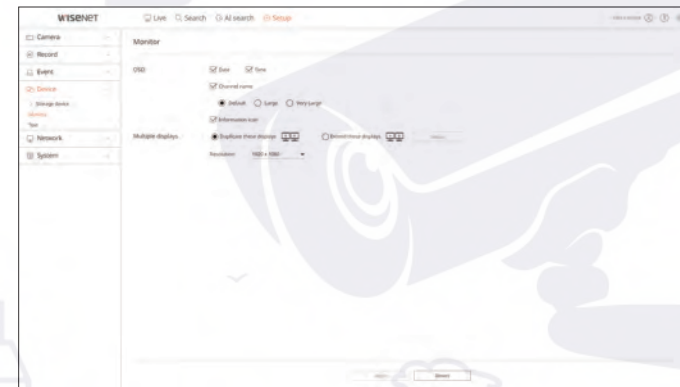 WISENET Live Search AI search Setup
Camera
Monitor
Record
Event
OSD Date Time
Device
Channel name
Storage device
Default Large Very Large
Monitor
Information icon
Text
Network
Multiple displays Duplicate these displays Extend these displays
System
Resolution 1920 x 1080
Revert